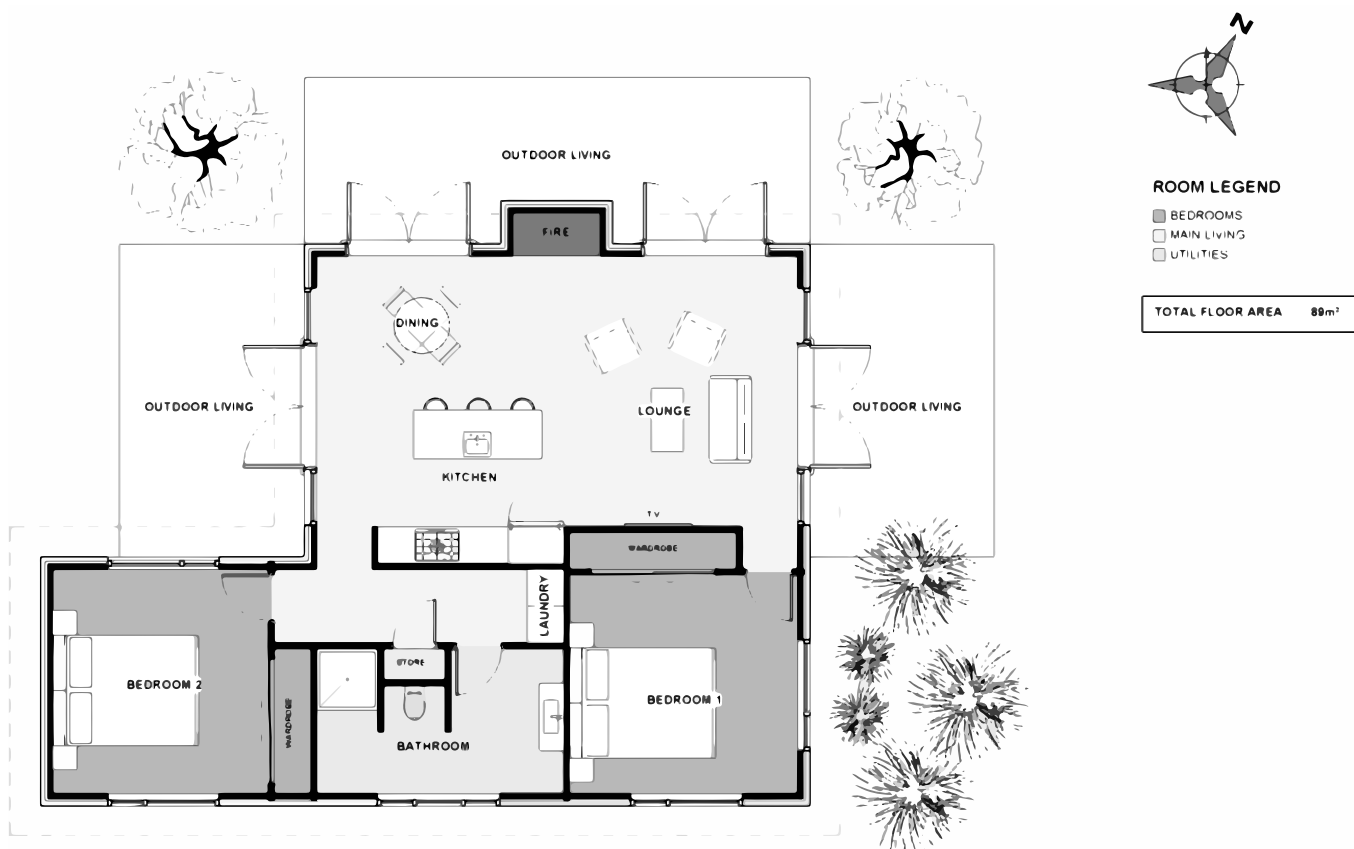 N
OUTDOOR LIVING
ROOM LEGEND
BEDROOMS
MAIN LIVING
UTILITIES
FIRE
TOTAL FLOOR AREA 89m²
DINING
OUTDOOR LIVING
LOUNGE
OUTDOOR LIVING
KITCHEN
TV
WARDROBE
LAUNDRY
STORE
BEDROOM 2
WARDROBE
BEDROOM 1
BATHROOM